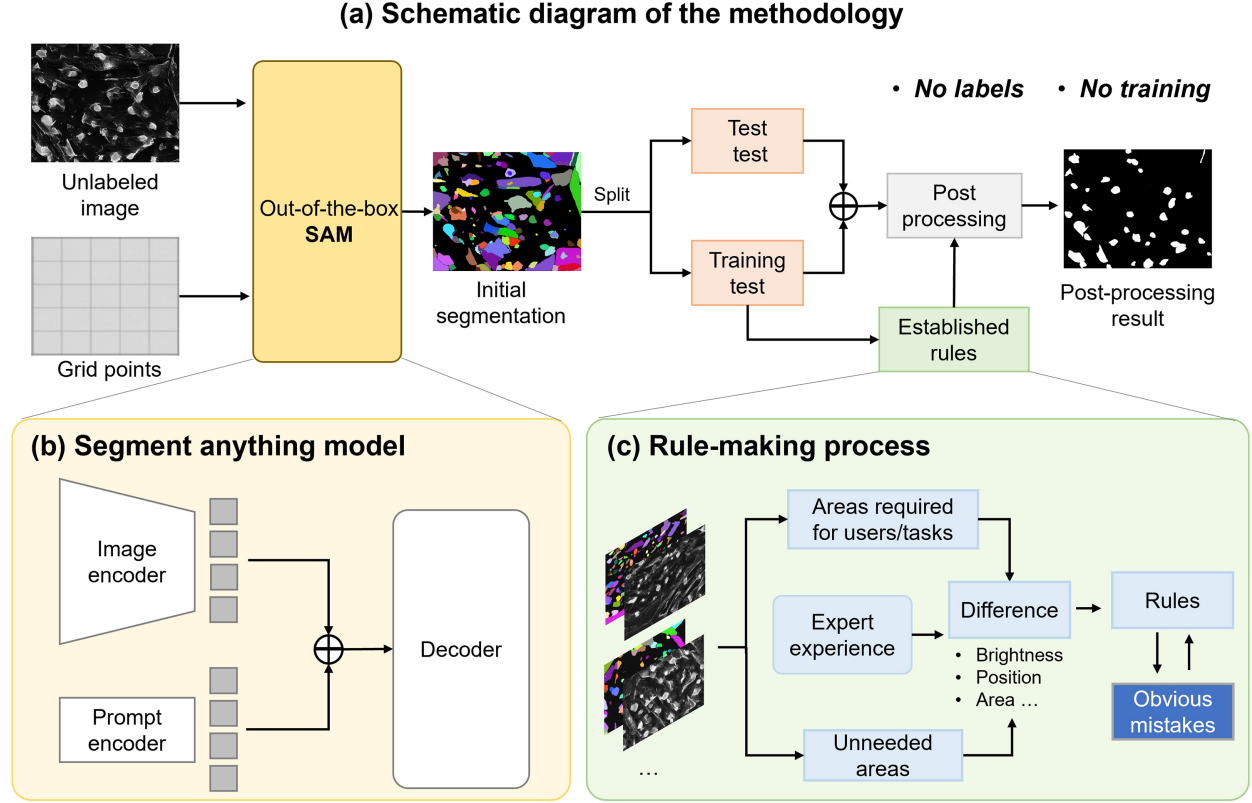 (a) Schematic diagram of the methodology
Unlabeled
image
Grid points
Out-of-the-box
SAM
Initial
segmentation
Split
Test
test
Training
test
• No labels • No training
Post
processing
Established
rules
Post-processing
result
(b) Segment anything model
Image
encoder
Prompt
encoder
Decoder
(c) Rule-making process
...
Areas required
for users/tasks
Expert
experience
Unneeded
areas
Difference
• Brightness
• Position
• Area ...
Rules
Obvious
mistakes